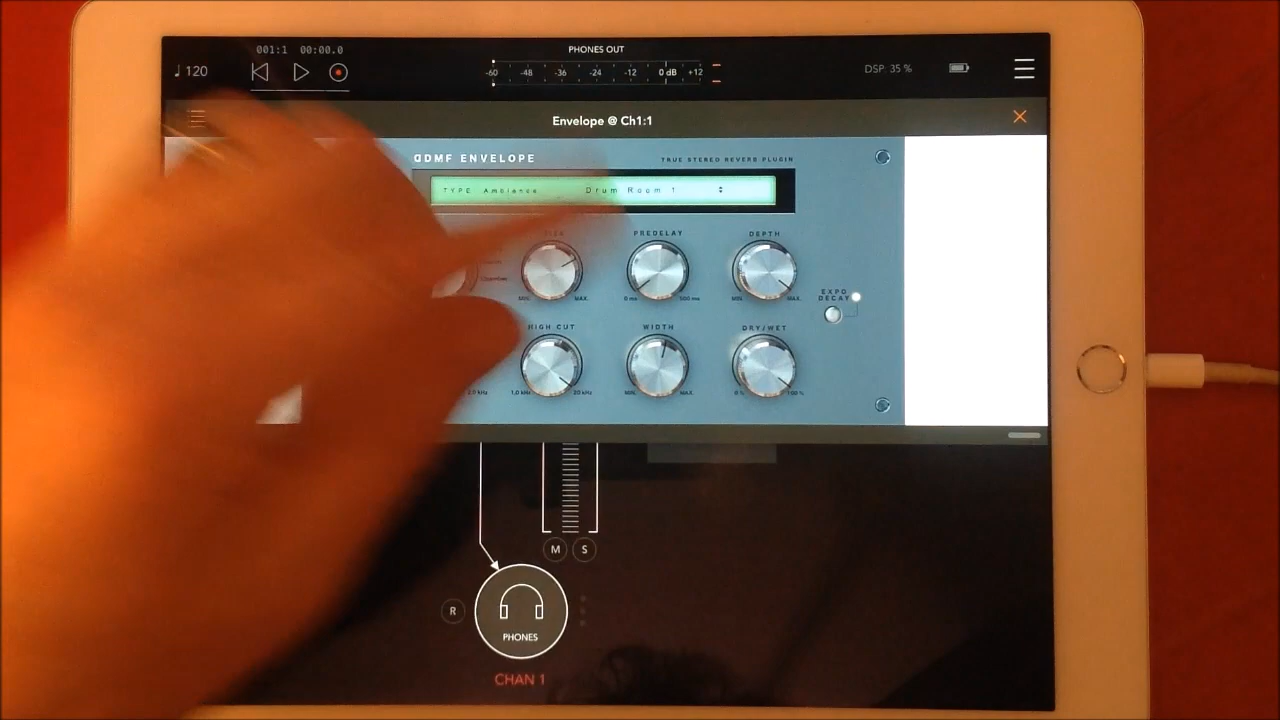 001:1 00:00.0
PHONES OUT
♩ 120
-60 -48 -36 -24 -12 0 dB +12
DSP: 35 %
Envelope @ Ch1:1
DDMF ENVELOPE
TRUE STEREO REVERB PLUGIN
TYPE Ambience Drum Room 1
PREDELAY DEPTH
MIN. MAX. 0 ms 500 ms MIN. MAX.
EXPO
DECAY
HIGH CUT WIDTH DRY/WET
1,0 kHz 20 kHz MIN. MAX. 0 % 100 %
M S
R
PHONES
CHAN 1